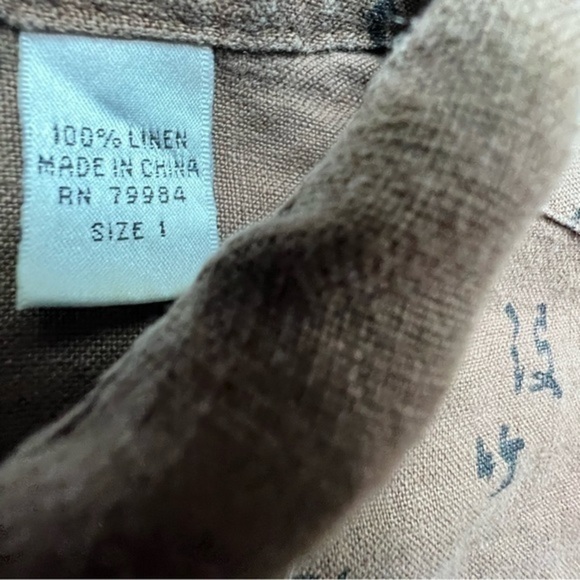 100% LINEN
MADE IN CHINA
RN 79984
SIZE 1